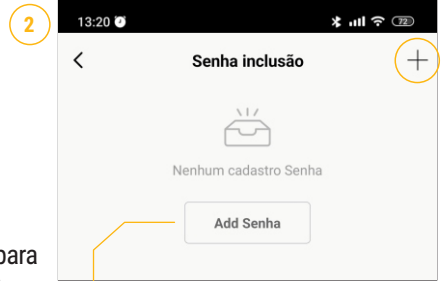 2
13:20
72
Senha inclusão
Nenhum cadastro Senha
Add Senha
para